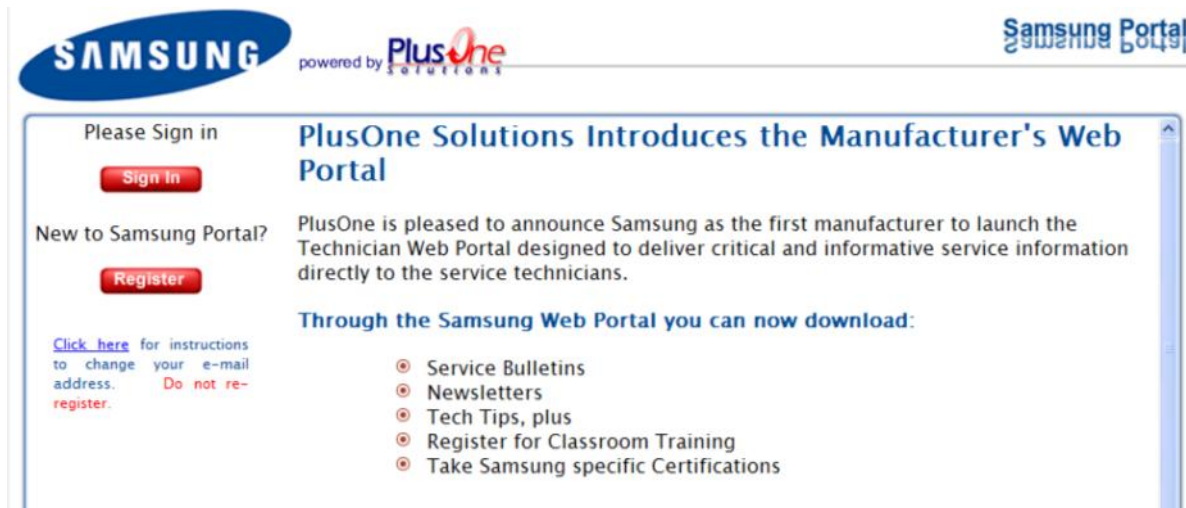 SAMSUNG
powered by PlusOne
Solutions
Samsung Portal
Please Sign in
Sign In
New to Samsung Portal?
Register
Click here for instructions
to change your e-mail
address. Do not re-
register.
PlusOne Solutions Introduces the Manufacturer's Web
Portal
PlusOne is pleased to announce Samsung as the first manufacturer to launch the
Technician Web Portal designed to deliver critical and informative service information
directly to the service technicians.
Through the Samsung Web Portal you can now download:
Service Bulletins
Newsletters
Tech Tips, plus
Register for Classroom Training
Take Samsung specific Certifications